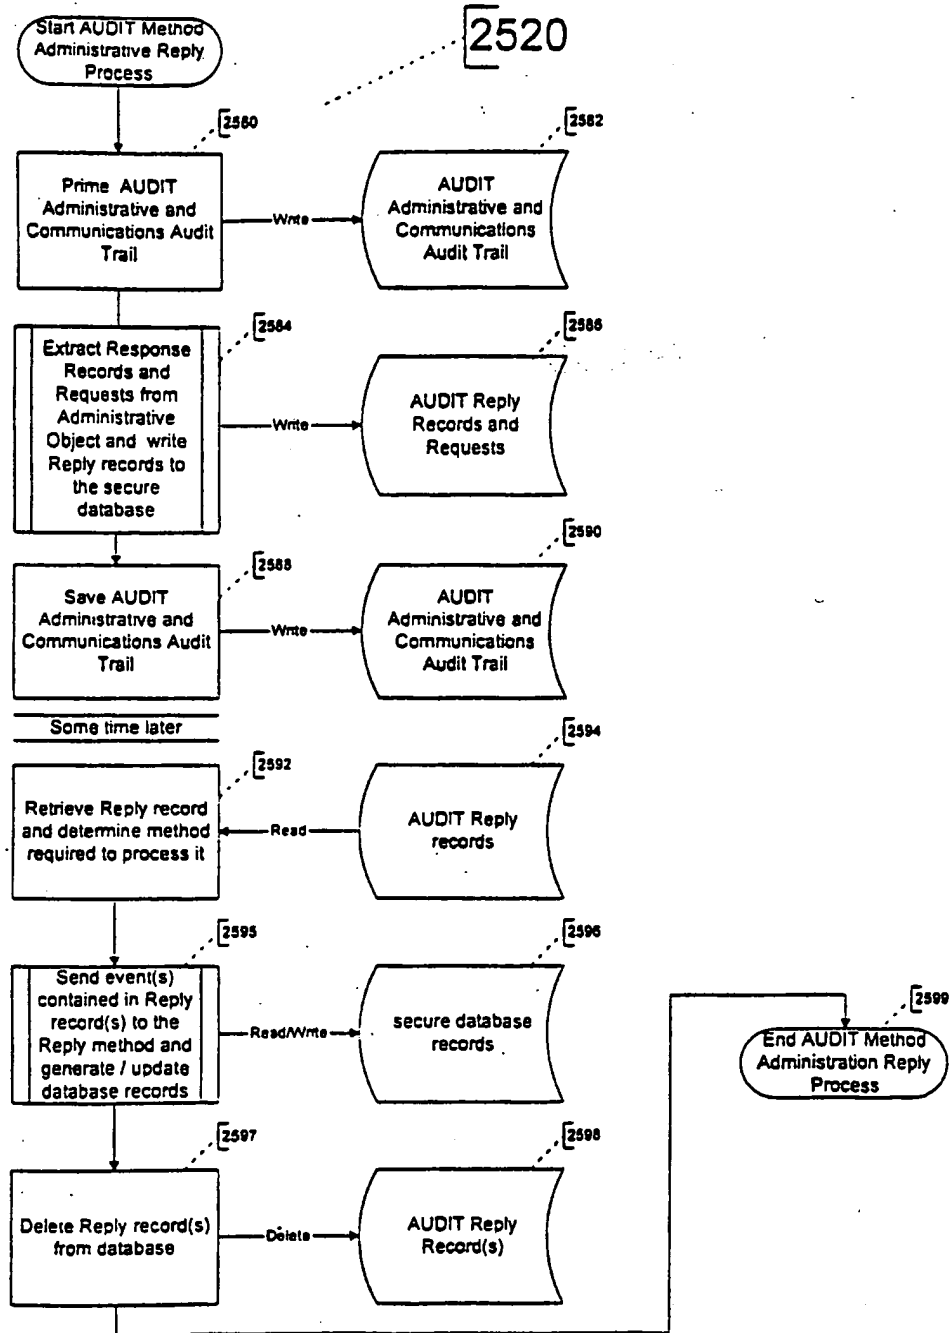 Start AUDIT Method
Administrative Reply
Process
2520
2580
2582
Prime AUDIT
Administrative and
Communications Audit
Trail
Write
AUDIT
Administrative and
Communications
Audit Trail
2584
2586
Extract Response
Records and
Requests from
Administrative
Object and write
Reply records to
the secure
database
Write
AUDIT Reply
Records and
Requests
2588
2590
Save AUDIT
Administrative and
Communications Audit
Trail
Write
AUDIT
Administrative and
Communications
Audit Trail
Some time later
2592
2594
Retrieve Reply record
and determine method
required to process it
Read
AUDIT Reply
records
2595
2596
Send event(s)
contained in Reply
record(s) to the
Reply method and
generate / update
database records
Read/Write
secure database
records
2599
End AUDIT Method
Administration Reply
Process
2597
2598
Delete Reply record(s)
from database
Delete
AUDIT Reply
Record(s)